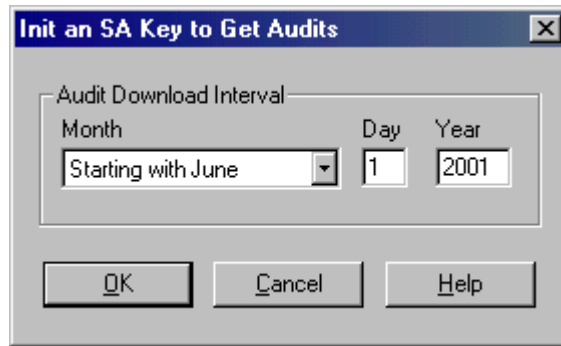 Init an SA Key to Get Audits
Audit Download Interval
Month Day Year
Starting with June 1 2001
OK Cancel Help